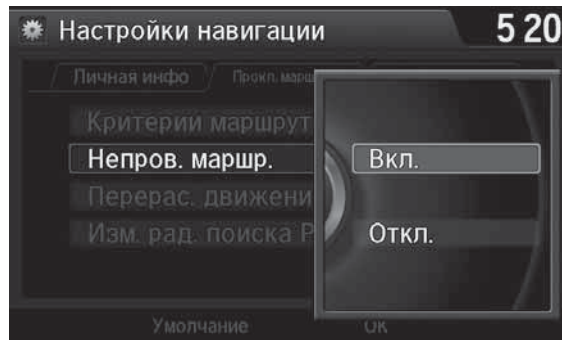 Настройки навигации 5 20
Личная инфо Прокл. марш
Критерии маршрут
Непров. маршр.
Перерас. движени
Изм. рад. поиска Р
Вкл.
Откл.
Умолчание ОК